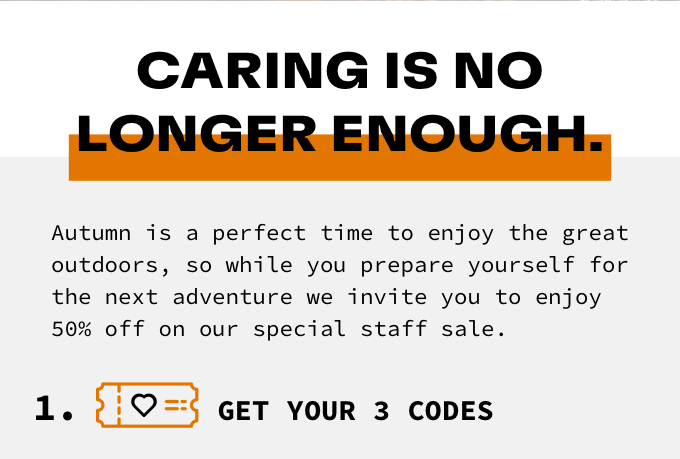 CARING IS NO
LONGER ENOUGH.
Autumn is a perfect time to enjoy the great
outdoors, so while you prepare yourself for
the next adventure we invite you to enjoy
50% off on our special staff sale.
1. GET YOUR 3 CODES